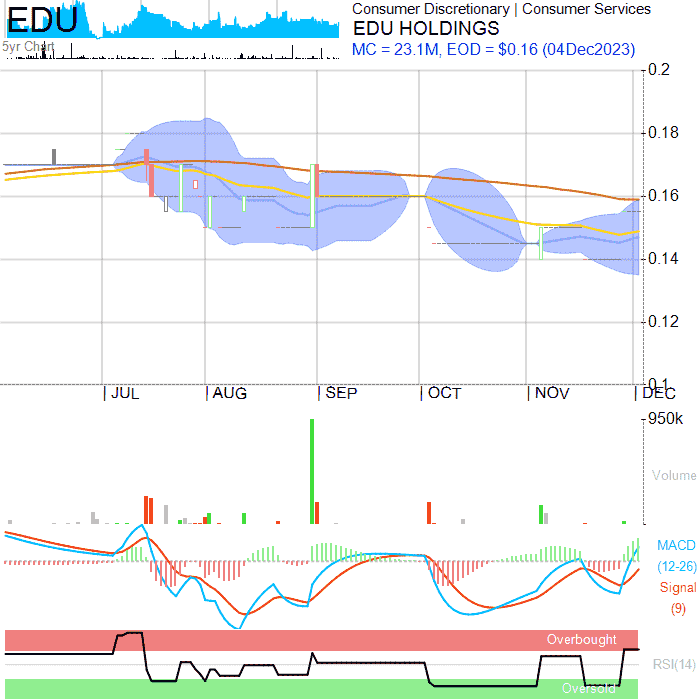 EDU
5yr Chart
Consumer Discretionary | Consumer Services
EDU HOLDINGS
MC = 23.1M, EOD = $0.16 (04Dec2023)
0.2
0.18
0.16
0.14
0.12
0.1
JUL
AUG
SEP
OCT
NOV
DEC
950k
Volume
MACD
(12-26)
Signal
(9)
Overbought
RSI(14)
Oversold